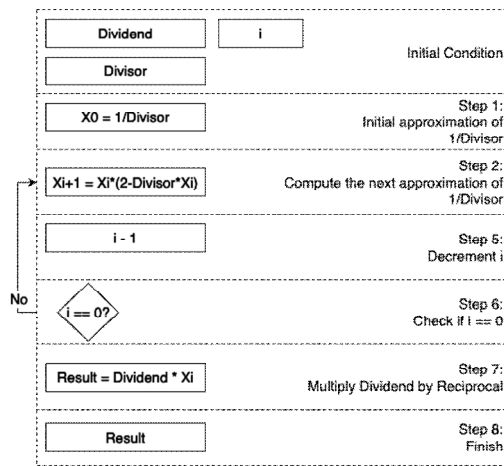 Dividend
i
Divisor
Initial Condition
X0 = 1/Divisor
Step 1:
Initial approximation of
1/Divisor
Xi+1 = Xi*(2-Divisor*Xi)
Step 2:
Compute the next approximation of
1/Divisor
i - 1
Step 5:
Decrement i
No
i == 0?
Step 6:
Check if i == 0
Result = Dividend * Xi
Step 7:
Multiply Dividend by Reciprocal
Result
Step 8:
Finish